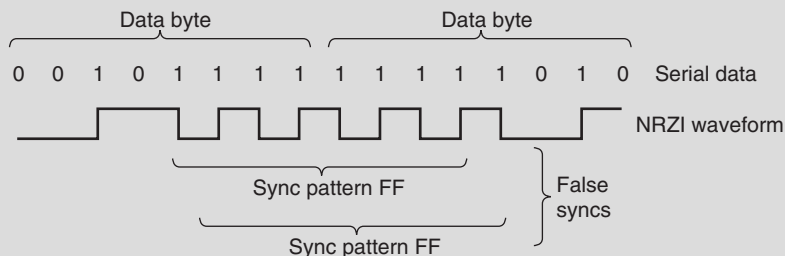 Data byte Data byte
0 0 1 0 1 1 1 1 1 1 1 1 1 0 1 0 Serial data
NRZI waveform
Sync pattern FF
False
syncs
Sync pattern FF